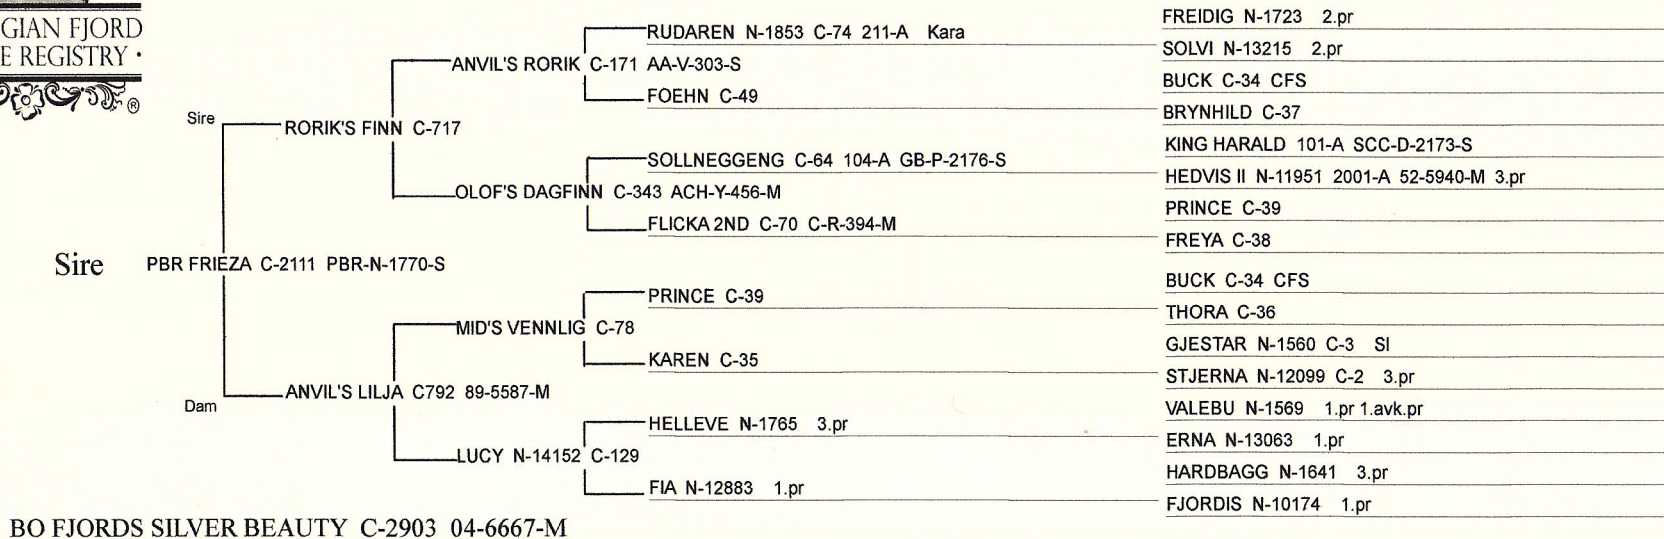 GIAN FJORD
E REGISTRY •
®
FREIDIG N-1723 2.pr
RUDAREN N-1853 C-74 211-A Kara
SOLVI N-13215 2.pr
ANVIL'S RORIK C-171 AA-V-303-S
BUCK C-34 CFS
FOEHN C-49
BRYNHILD C-37
Sire
RORIK'S FINN C-717
KING HARALD 101-A SCC-D-2173-S
SOLLNEGGENG C-64 104-A GB-P-2176-S
HEDVIS II N-11951 2001-A 52-5940-M 3.pr
OLOF'S DAGFINN C-343 ACH-Y-456-M
PRINCE C-39
FLICKA 2ND C-70 C-R-394-M
FREYA C-38
Sire PBR FRIEZA C-2111 PBR-N-1770-S
BUCK C-34 CFS
PRINCE C-39
THORA C-36
MID'S VENNLIG C-78
GJESTAR N-1560 C-3 SI
KAREN C-35
STJERNA N-12099 C-2 3.pr
ANVIL'S LILJA C792 89-5587-M
Dam
VALEBU N-1569 1.pr 1.avk.pr
HELLEVE N-1765 3.pr
ERNA N-13063 1.pr
LUCY N-14152 C-129
HARDBAGG N-1641 3.pr
FIA N-12883 1.pr
FJORDIS N-10174 1.pr
BO FJORDS SILVER BEAUTY C-2903 04-6667-M